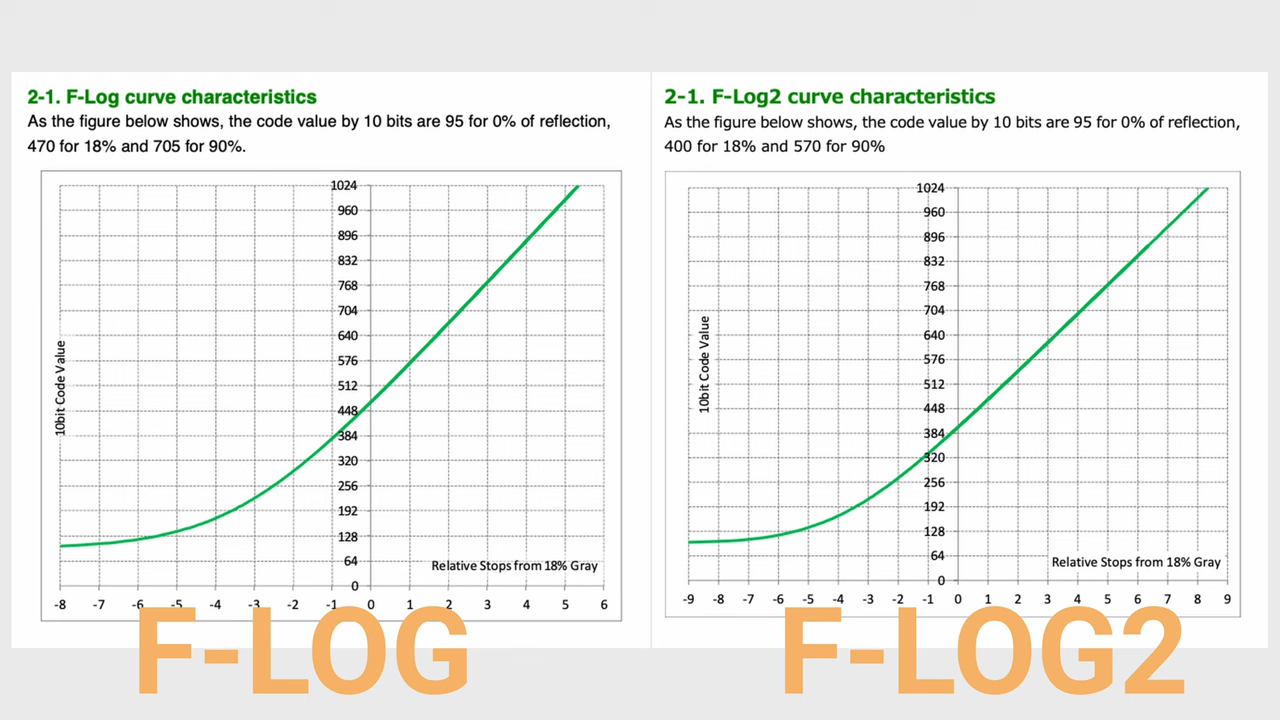 2-1. F-Log curve characteristics
As the figure below shows, the code value by 10 bits are 95 for 0% of reflection,
470 for 18% and 705 for 90%.
1024
960
896
832
768
704
640
576
512
448
384
320
256
192
128
64
0
10bit Code Value
Relative Stops from 18% Gray
-8 -7 -6 -5 -4 -3 -2 -1 0 1 2 3 4 5 6
F-LOG
2-1. F-Log2 curve characteristics
As the figure below shows, the code value by 10 bits are 95 for 0% of reflection,
400 for 18% and 570 for 90%
1024
960
896
832
768
704
640
576
512
448
384
320
256
192
128
64
0
10bit Code Value
Relative Stops from 18% Gray
-9 -8 -7 -6 -5 -4 -3 -2 -1 0 1 2 3 4 5 6 7 8 9
F-LOG2